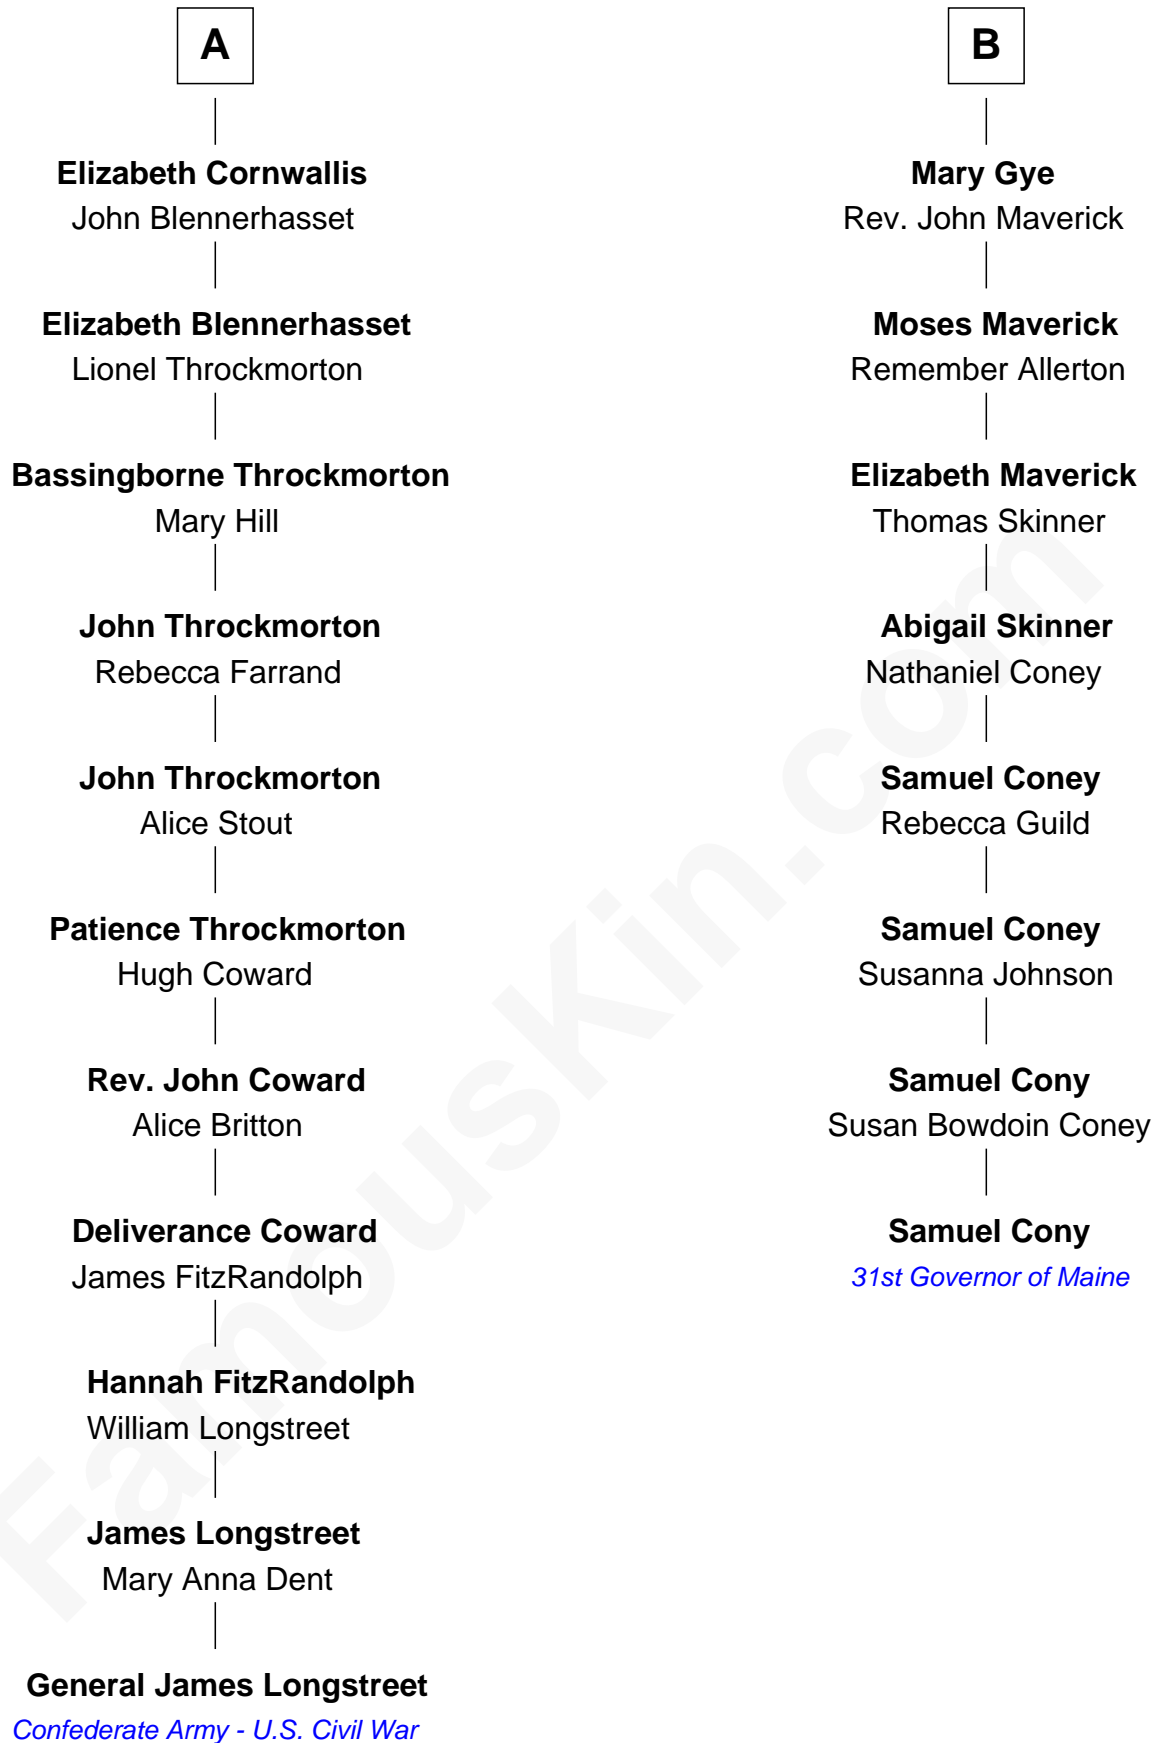 A
Elizabeth Cornwallis
John Blennerhasset
Elizabeth Blennerhasset
Lionel Throckmorton
Bassingborne Throckmorton
Mary Hill
John Throckmorton
Rebecca Farrand
John Throckmorton
Alice Stout
Patience Throckmorton
Hugh Coward
Rev. John Coward
Alice Britton
Deliverance Coward
James FitzRandolph
Hannah FitzRandolph
William Longstreet
James Longstreet
Mary Anna Dent
General James Longstreet
Confederate Army - U.S. Civil War
B
Mary Gye
Rev. John Maverick
Moses Maverick
Remember Allerton
Elizabeth Maverick
Thomas Skinner
Abigail Skinner
Nathaniel Coney
Samuel Coney
Rebecca Guild
Samuel Coney
Susanna Johnson
Samuel Cony
Susan Bowdoin Coney
Samuel Cony
31st Governor of Maine
FamousKin.com